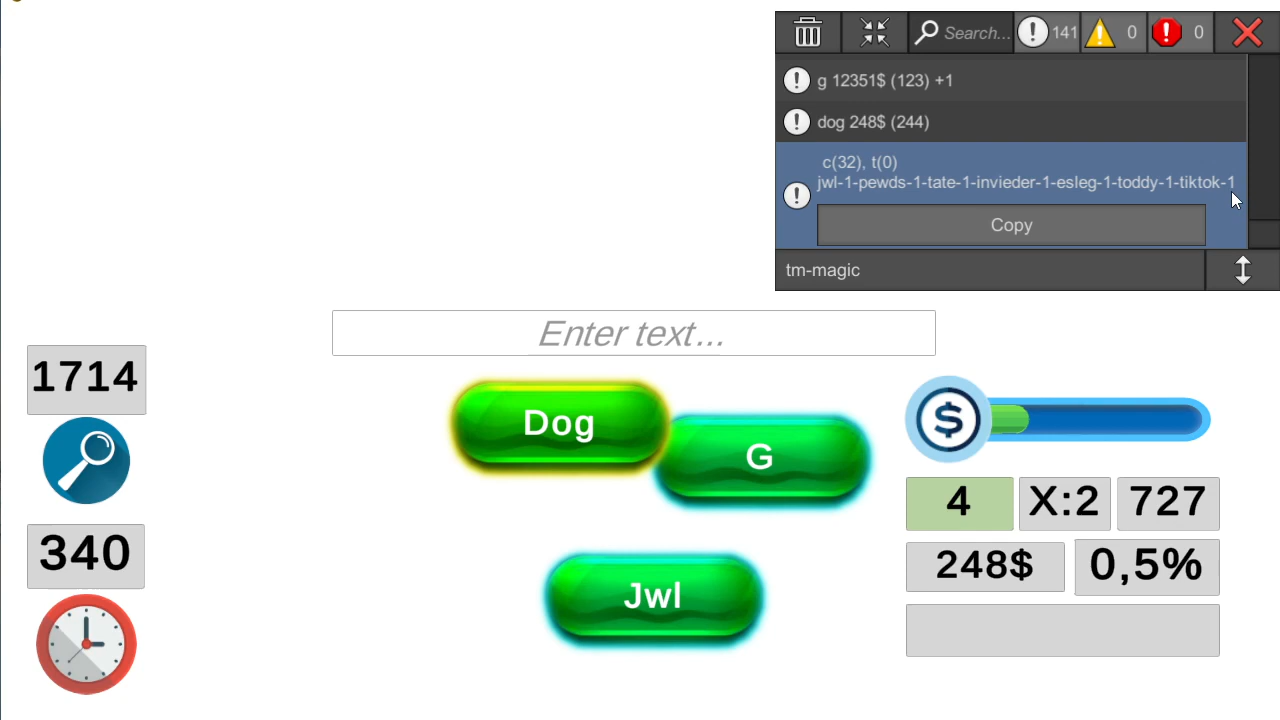 Search... 141 0 0
g 12351$ (123) +1
dog 248$ (244)
c(32), t(0)
jwl-1-pewds-1-tate-1-invieder-1-esleg-1-toddy-1-tiktok-1
Copy
tm-magic
Enter text...
1714
340
Dog
G
Jwl
$
4 X:2 727
248$ 0,5%